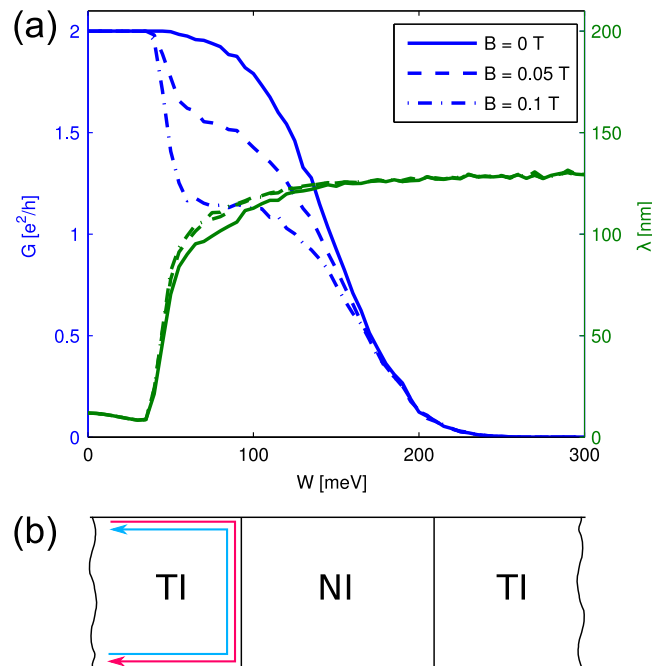 (a)
2
1.5
1
0.5
0
G [e²/h]
B = 0 T
B = 0.05 T
B = 0.1 T
200
150
100
50
0
λ [nm]
0 100 200 300
W [meV]
(b)
TI NI TI